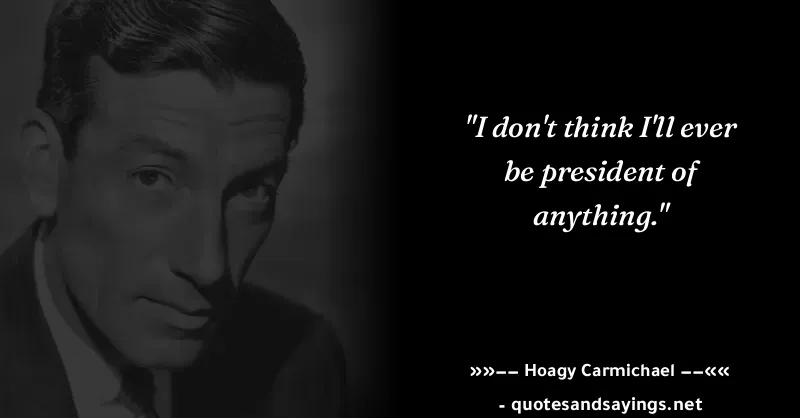 "I don't think I'll ever
be president of
anything."
»»−− Hoagy Carmichael −−««
- quotesandsayings.net